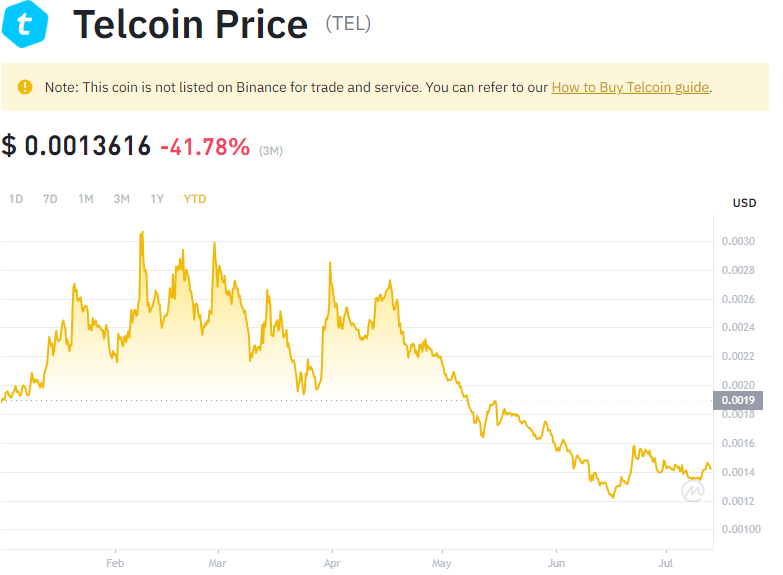 Telcoin Price (TEL)
Note: This coin is not listed on Binance for trade and service. You can refer to our How to Buy Telcoin guide.
$ 0.0013616 -41.78% (3M)
1D 7D 1M 3M 1Y YTD
USD
0.0030
0.0028
0.0026
0.0024
0.0022
0.0020
0.0019
0.0018
0.0016
0.0014
0.0012
0.00100
Feb Mar Apr May Jun Jul